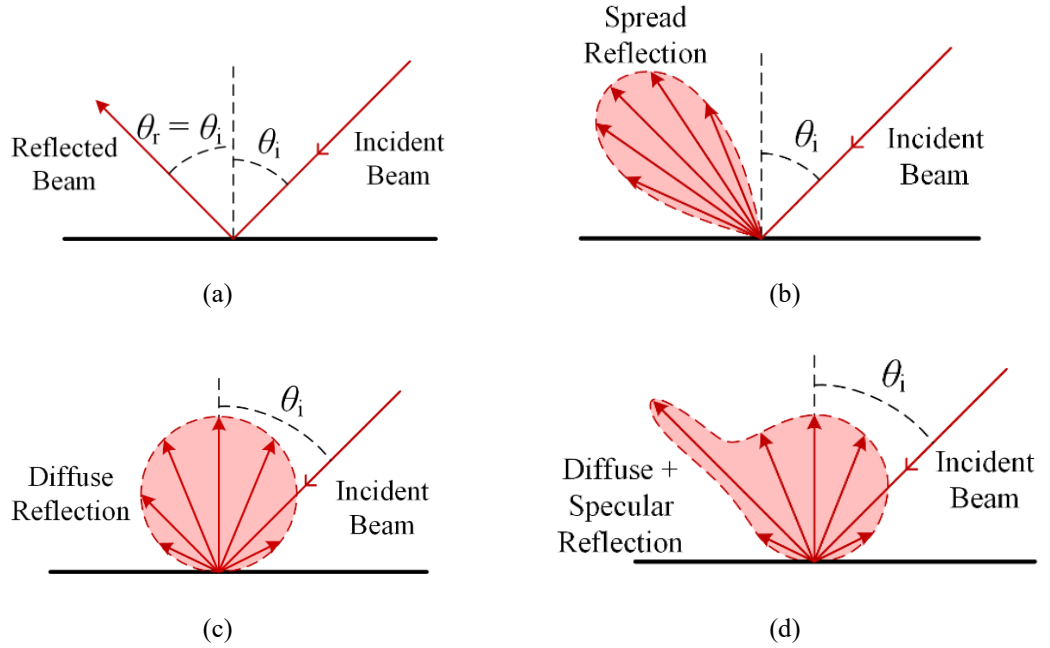 Reflected
Beam
θr = θi
θi
Incident
Beam
(a)
Spread
Reflection
θi
Incident
Beam
(b)
Diffuse
Reflection
θi
Incident
Beam
(c)
Diffuse +
Specular
Reflection
θi
Incident
Beam
(d)